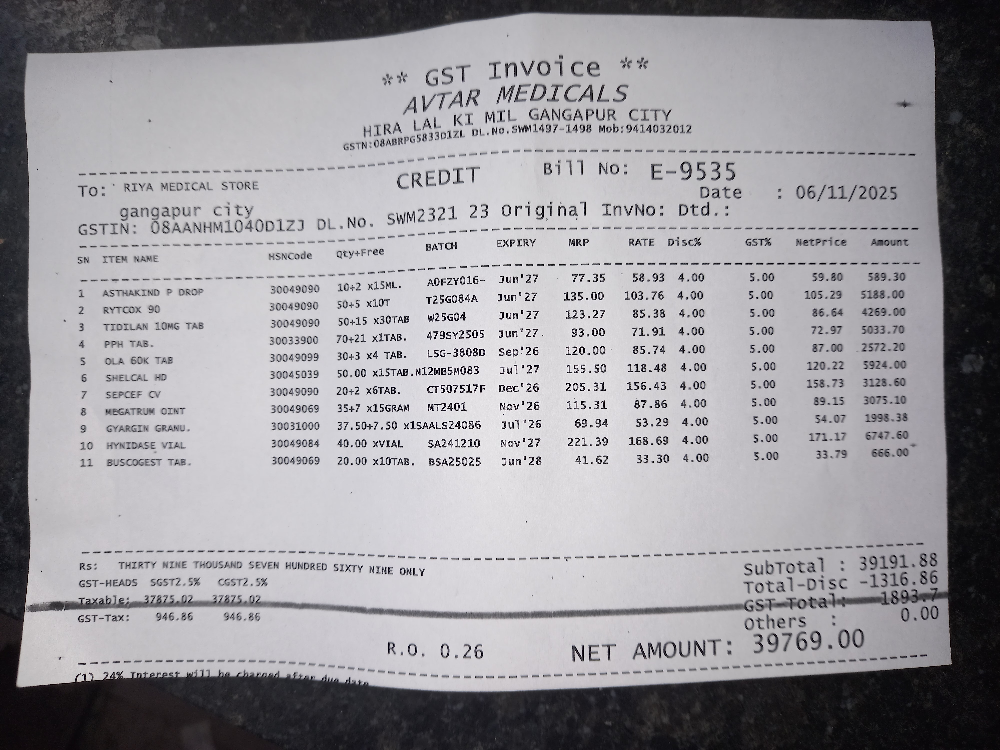 ** GST Invoice **
AVTAR MEDICALS
HIRA LAL KI MIL GANGAPUR CITY
GSTN:08ABRPG5833D1ZL DL.No.SWM1497-1498 Mob:9414032012
To: RIYA MEDICAL STORE CREDIT Bill No: E-9535
Date : 06/11/2025
gangapur city
GSTIN: 08AANHM1040D1ZJ DL.No. SWM2321 23 Original InvNo: Dtd.:
SN ITEM NAME HSNCode Qty+Free BATCH EXPIRY MRP RATE Disc% GST% NetPrice Amount
1 ASTHAKIND P DROP 30049090 10+2 x15ML. A0FZY016- Jun'27 77.35 58.93 4.00 5.00 59.80 589.30
2 RYTCOX 90 30049090 50+5 x10T T25G084A Jun'27 135.00 103.76 4.00 5.00 105.29 5188.00
3 TIDILAN 10MG TAB 30049090 50+15 x30TAB W25G04 Jun'27 123.27 85.38 4.00 5.00 86.64 4269.00
4 PPH TAB. 30033900 70+21 x1TAB. 479SY2505 Jun'27 93.00 71.91 4.00 5.00 72.97 5033.70
5 OLA 60K TAB 30049099 30+3 x4 TAB. LSG-3808D Sep'26 120.00 85.74 4.00 5.00 87.00 2572.20
6 SHELCAL HD 30045039 50.00 x15TAB.M12MB5M083 Jul'27 155.50 118.48 4.00 5.00 120.22 5924.00
7 SEPCEF CV 30049090 20+2 x6TAB. CT507517F Dec'26 205.31 156.43 4.00 5.00 158.73 3128.60
8 MEGATRUM OINT 30049069 35+7 x15GRAM MT2401 Nov'26 115.31 87.86 4.00 5.00 89.15 3075.10
9 GYARGIN GRANU. 30031000 37.50+7.50 x1SAALS24086 Jul'26 69.94 53.29 4.00 5.00 54.07 1998.38
10 HYNIDASE VIAL 30049084 40.00 xVIAL SA241210 Nov'27 221.39 168.69 4.00 5.00 171.17 6747.60
11 BUSCOGEST TAB. 30049069 20.00 x10TAB. BSA25025 Jun'28 41.62 33.30 4.00 5.00 33.79 666.00
Rs: THIRTY NINE THOUSAND SEVEN HUNDRED SIXTY NINE ONLY SubTotal : 39191.88
GST-HEADS SGST2.5% CGST2.5% Total-Disc -1316.86
Taxable; 37875.02 37875.02 GST-Total: 1893.7
GST-Tax: 946.86 946.86 Others : 0.00
R.O. 0.26 NET AMOUNT: 39769.00
(1) 24% Interest will be charged after due date